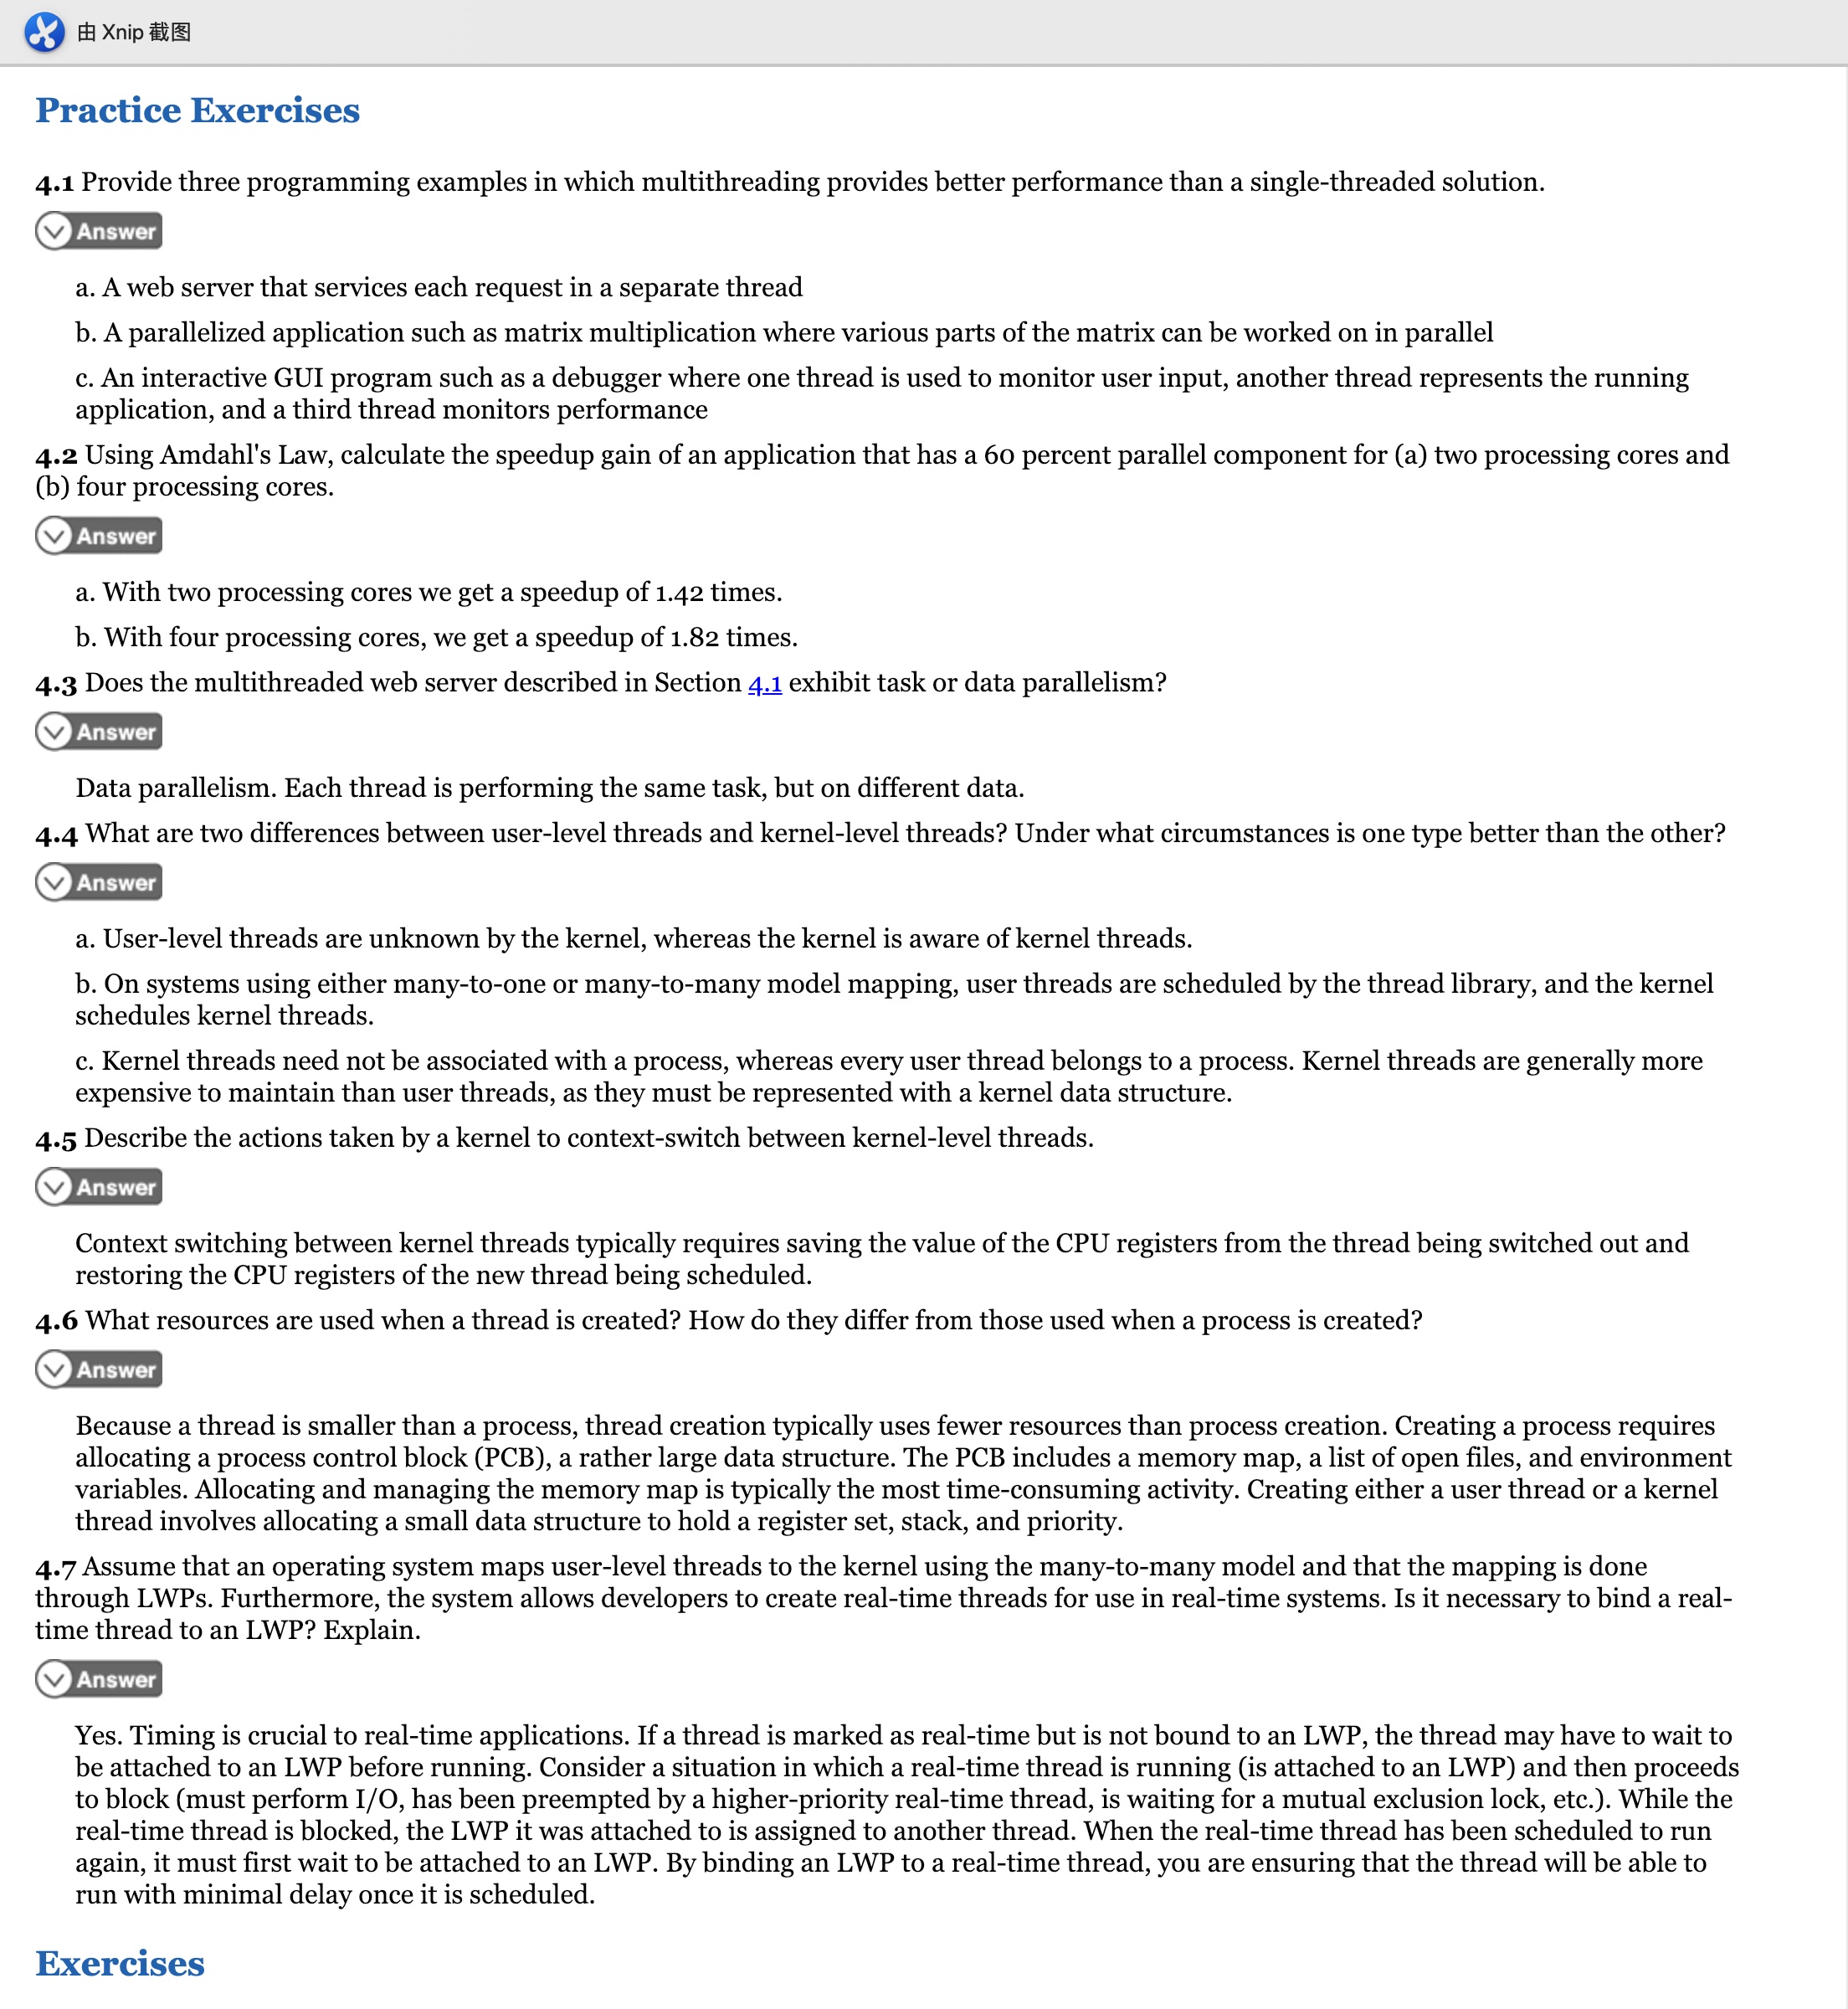 由 Xnip 截图
Practice Exercises
4.1 Provide three programming examples in which multithreading provides better performance than a single-threaded solution.
Answer
a. A web server that services each request in a separate thread
b. A parallelized application such as matrix multiplication where various parts of the matrix can be worked on in parallel
c. An interactive GUI program such as a debugger where one thread is used to monitor user input, another thread represents the running
application, and a third thread monitors performance
4.2 Using Amdahl's Law, calculate the speedup gain of an application that has a 60 percent parallel component for (a) two processing cores and
(b) four processing cores.
Answer
a. With two processing cores we get a speedup of 1.42 times.
b. With four processing cores, we get a speedup of 1.82 times.
4.3 Does the multithreaded web server described in Section 4.1 exhibit task or data parallelism?
Answer
Data parallelism. Each thread is performing the same task, but on different data.
4.4 What are two differences between user-level threads and kernel-level threads? Under what circumstances is one type better than the other?
Answer
a. User-level threads are unknown by the kernel, whereas the kernel is aware of kernel threads.
b. On systems using either many-to-one or many-to-many model mapping, user threads are scheduled by the thread library, and the kernel
schedules kernel threads.
c. Kernel threads need not be associated with a process, whereas every user thread belongs to a process. Kernel threads are generally more
expensive to maintain than user threads, as they must be represented with a kernel data structure.
4.5 Describe the actions taken by a kernel to context-switch between kernel-level threads.
Answer
Context switching between kernel threads typically requires saving the value of the CPU registers from the thread being switched out and
restoring the CPU registers of the new thread being scheduled.
4.6 What resources are used when a thread is created? How do they differ from those used when a process is created?
Answer
Because a thread is smaller than a process, thread creation typically uses fewer resources than process creation. Creating a process requires
allocating a process control block (PCB), a rather large data structure. The PCB includes a memory map, a list of open files, and environment
variables. Allocating and managing the memory map is typically the most time-consuming activity. Creating either a user thread or a kernel
thread involves allocating a small data structure to hold a register set, stack, and priority.
4.7 Assume that an operating system maps user-level threads to the kernel using the many-to-many model and that the mapping is done
through LWPs. Furthermore, the system allows developers to create real-time threads for use in real-time systems. Is it necessary to bind a real-
time thread to an LWP? Explain.
Answer
Yes. Timing is crucial to real-time applications. If a thread is marked as real-time but is not bound to an LWP, the thread may have to wait to
be attached to an LWP before running. Consider a situation in which a real-time thread is running (is attached to an LWP) and then proceeds
to block (must perform I/O, has been preempted by a higher-priority real-time thread, is waiting for a mutual exclusion lock, etc.). While the
real-time thread is blocked, the LWP it was attached to is assigned to another thread. When the real-time thread has been scheduled to run
again, it must first wait to be attached to an LWP. By binding an LWP to a real-time thread, you are ensuring that the thread will be able to
run with minimal delay once it is scheduled.
Exercises